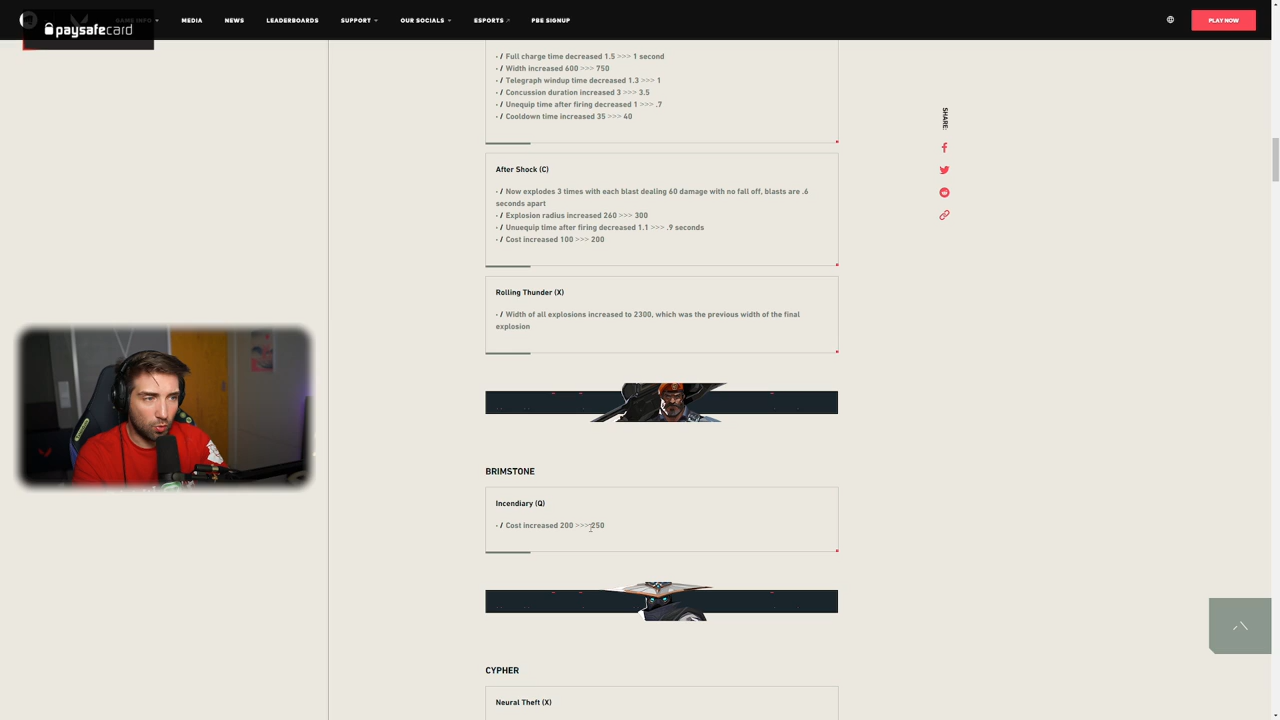 GAME INFO
MEDIA
NEWS
LEADERBOARDS
SUPPORT
OUR SOCIALS
ESPORTS
PBE SIGNUP
PLAY NOW
paysafecard
· / Full charge time decreased 1.5 >>> 1 second
· / Width increased 600 >>> 750
· / Telegraph windup time decreased 1.3 >>> 1
· / Concussion duration increased 3 >>> 3.5
· / Unequip time after firing decreased 1 >>> .7
· / Cooldown time increased 35 >>> 40
SHARE:
After Shock (C)
· / Now explodes 3 times with each blast dealing 60 damage with no fall off, blasts are .6
seconds apart
· / Explosion radius increased 260 >>> 300
· / Unuequip time after firing decreased 1.1 >>> .9 seconds
· / Cost increased 100 >>> 200
Rolling Thunder (X)
· / Width of all explosions increased to 2300, which was the previous width of the final
explosion
BRIMSTONE
Incendiary (Q)
· / Cost increased 200 >>> 250
CYPHER
Neural Theft (X)